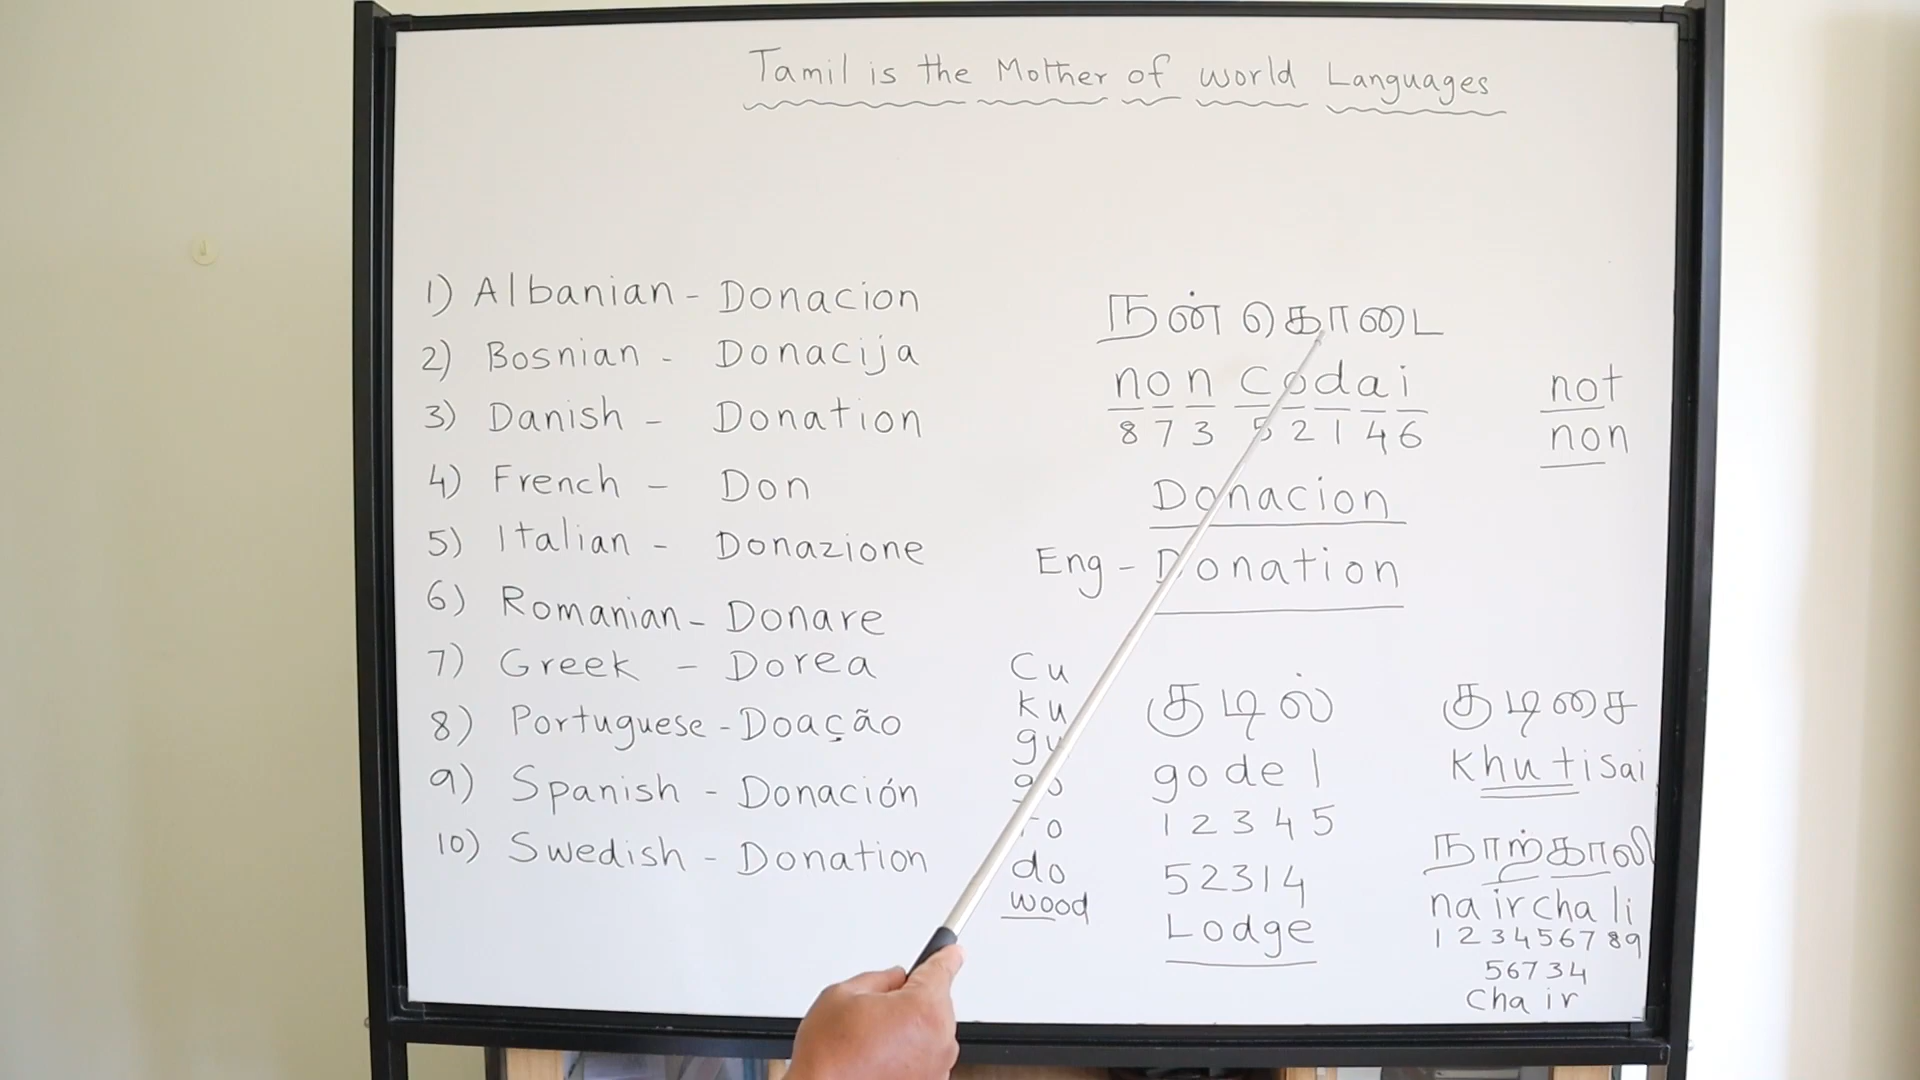 Tamil is the Mother of world Languages
1) Albanian - Donacion
2) Bosnian - Donacija
3) Danish - Donation
4) French - Don
5) Italian - Donazione
6) Romanian - Donare
7) Greek - Dorea
8) Portuguese - Doação
9) Spanish - Donación
10) Swedish - Donation
நன்கொடை
non codai
8 7 3 5 2 1 4 6
Donacion
Eng - Donation
not
non
Cu
ku
gu
go
do
wood
குடில்
godel
1 2 3 4 5
5 2 3 1 4
Lodge
குடிசை
khutisai
நாற்காலி
nairchali
1 2 3 4 5 6 7 8 9
5 6 7 3 4
chair